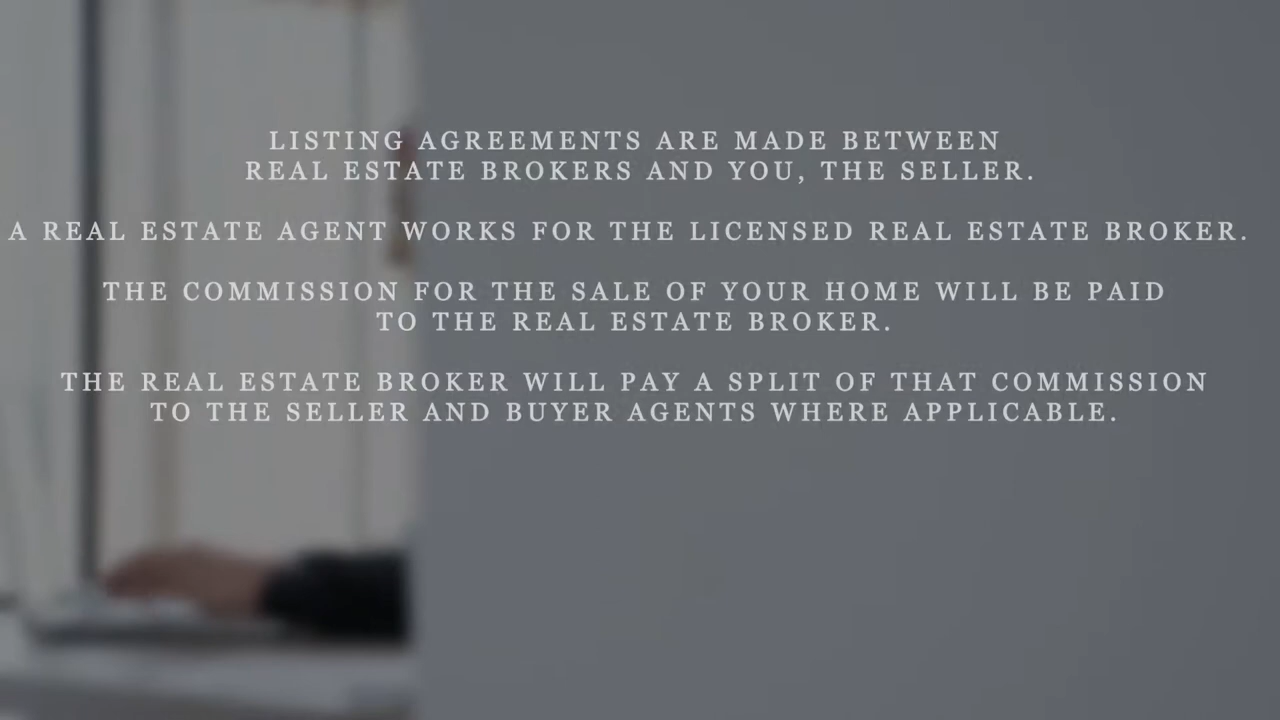 LISTING AGREEMENTS ARE MADE BETWEEN
REAL ESTATE BROKERS AND YOU, THE SELLER.
A REAL ESTATE AGENT WORKS FOR THE LICENSED REAL ESTATE BROKER.
THE COMMISSION FOR THE SALE OF YOUR HOME WILL BE PAID
TO THE REAL ESTATE BROKER.
THE REAL ESTATE BROKER WILL PAY A SPLIT OF THAT COMMISSION
TO THE SELLER AND BUYER AGENTS WHERE APPLICABLE.